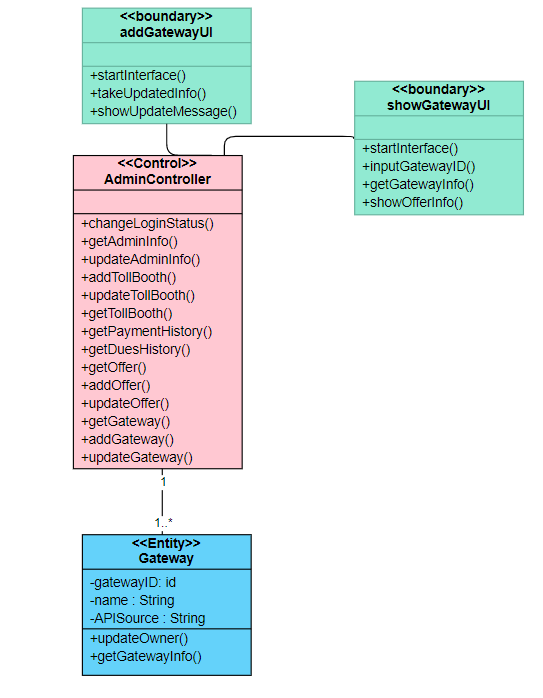 <<boundary>>
addGatewayUI
+startInterface()
+takeUpdatedInfo()
+showUpdateMessage()
<<boundary>>
showGatewayUI
+startInterface()
+inputGatewayID()
+getGatewayInfo()
+showOfferInfo()
<<Control>>
AdminController
+changeLoginStatus()
+getAdminInfo()
+updateAdminInfo()
+addTollBooth()
+updateTollBooth()
+getTollBooth()
+getPaymentHistory()
+getDuesHistory()
+getOffer()
+addOffer()
+updateOffer()
+getGateway()
+addGateway()
+updateGateway()
1
1..*
<<Entity>>
Gateway
-gatewayID: id
-name : String
-APISource : String
+updateOwner()
+getGatewayInfo()